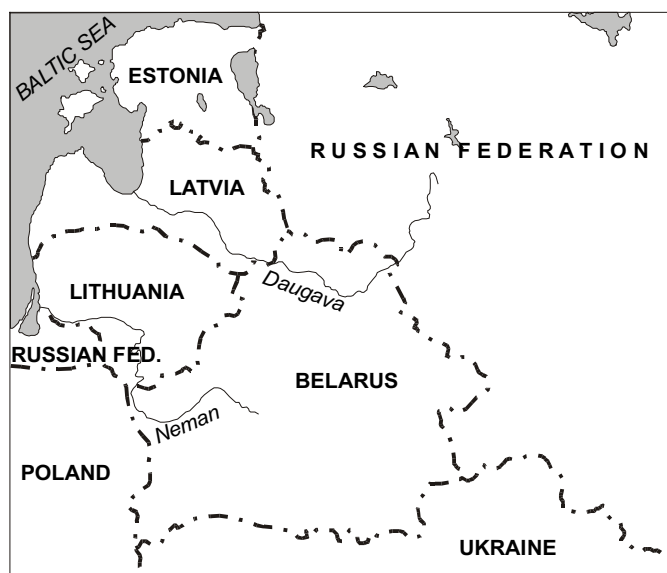 BALTIC SEA
ESTONIA
RUSSIAN FEDERATION
LATVIA
Daugava
LITHUANIA
RUSSIAN FED.
BELARUS
Neman
POLAND
UKRAINE